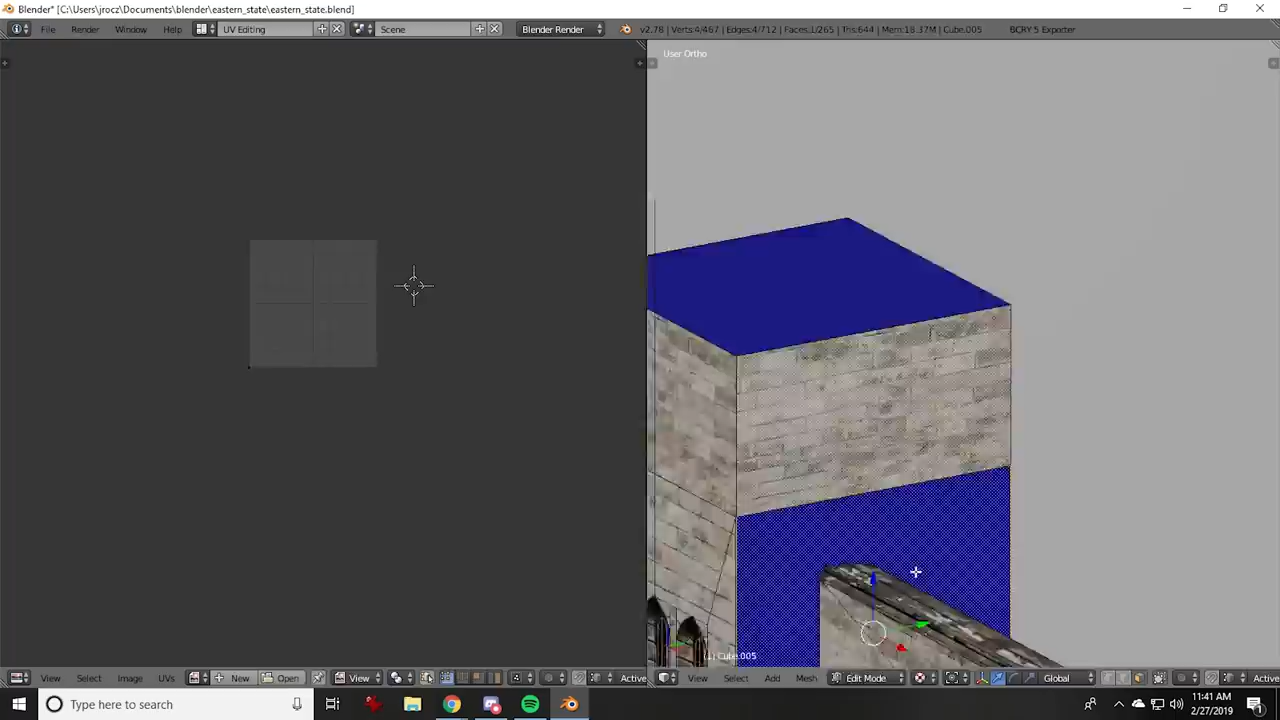 Blender* [C:\Users\jrocz\Documents\blender\eastern_state\eastern_state.blend]
File Render Window Help UV Editing Scene Blender Render v2.78 | Verts:4/467 | Edges:4/712 | Faces:1/265 | Tris:644 | Mem:18.37M | Cube.005 BCRY 5 Exporter
User Ortho
(1) Cube.005
View Select Image UVs New Open View Active View Select Add Mesh Edit Mode Global Active
Type here to search
11:41 AM
2/27/2019